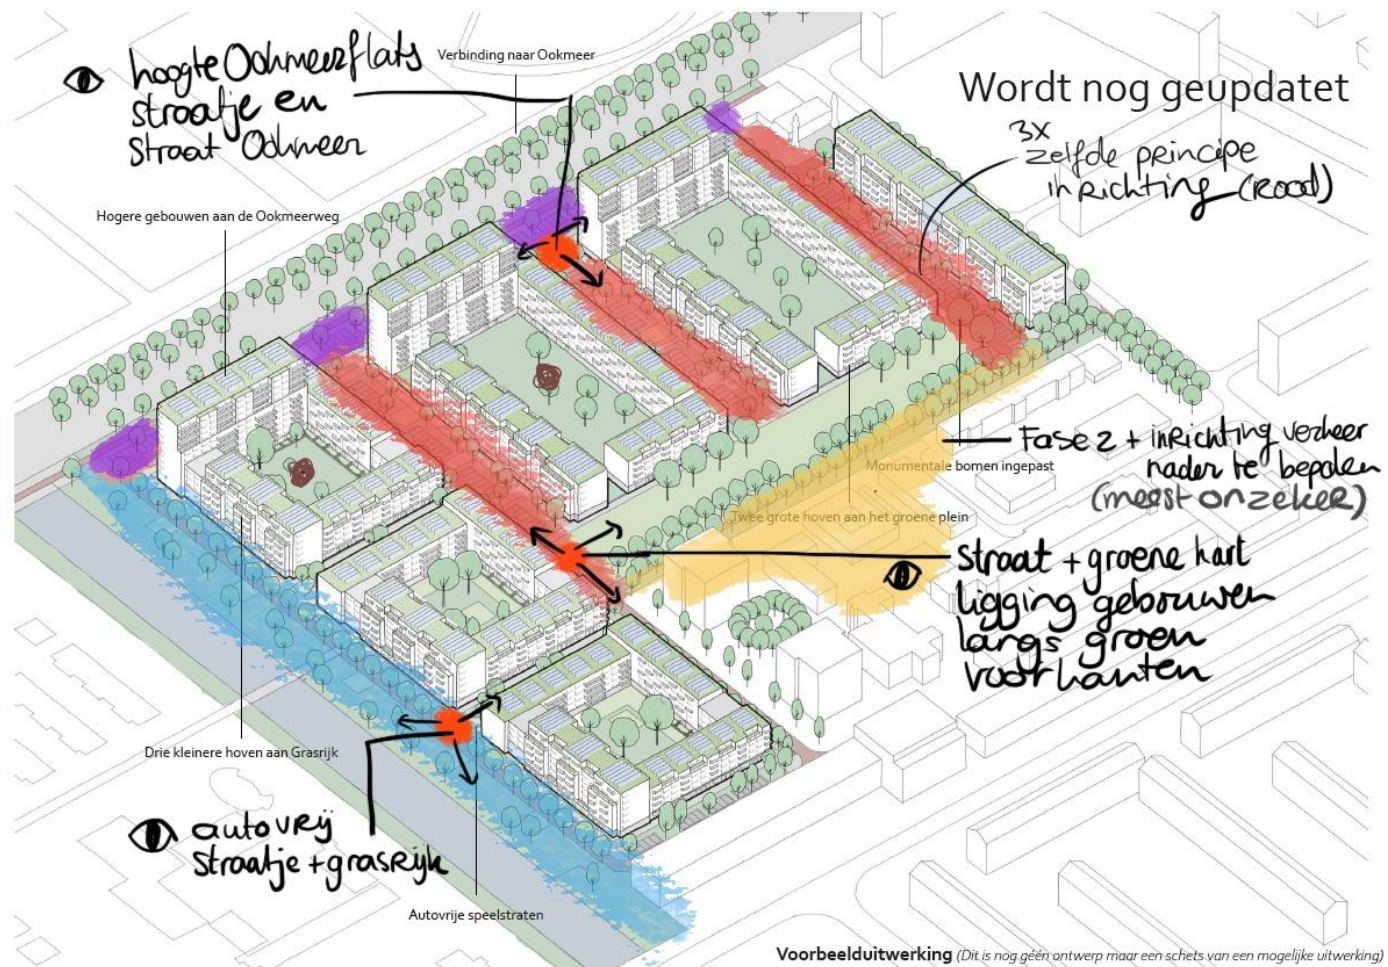 hoogte Ookmeerflats
straatje en
straat Ookmeer
Verbinding naar Ookmeer
Wordt nog geupdatet
3x
zelfde principe
inrichting (rood)
Hogere gebouwen aan de Ookmeerweg
Fase 2 + inrichting verkeer
nader te bepalen
(meest onzeker)
Monumentale bomen ingepast
Twee grote hoven aan het groene plein
straat + groene hart
ligging gebouwen
langs groen
voorkanten
Drie kleinere hoven aan Grasrijk
autovrij
straatje + grasrijk
Autovrije speelstraten
Voorbeelduitwerking (Dit is nog géén ontwerp maar een schets van een mogelijke uitwerking)